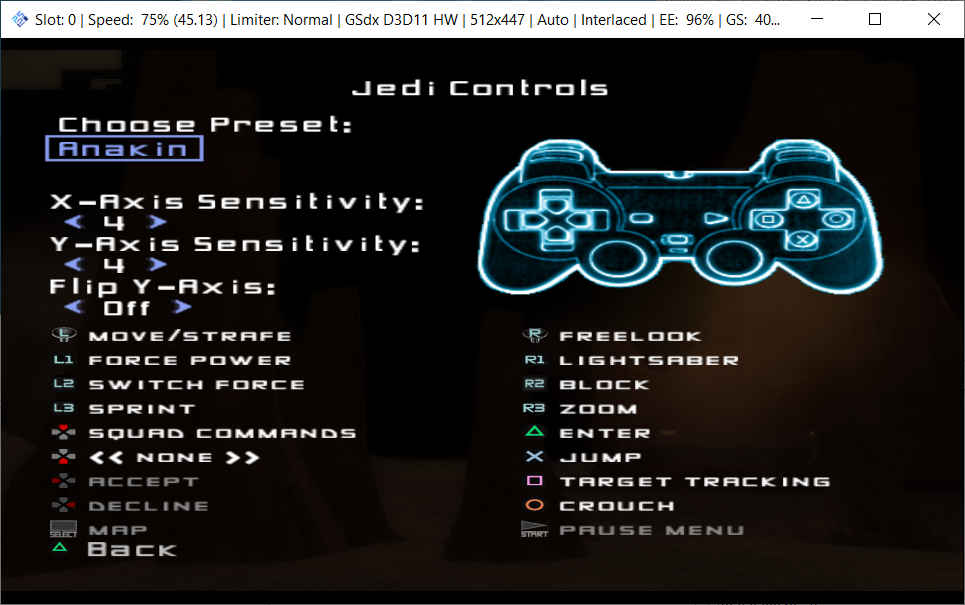 Slot: 0 | Speed: 75% (45.13) | Limiter: Normal | GSdx D3D11 HW | 512x447 | Auto | Interlaced | EE: 96% | GS: 40...
Jedi Controls
Choose Preset:
Anakin
X-Axis Sensitivity:
< 4 >
Y-Axis Sensitivity:
< 4 >
Flip Y-Axis:
< Off >
L MOVE/STRAFE
L1 FORCE POWER
L2 SWITCH FORCE
L3 SPRINT
SQUAD COMMANDS
<< NONE >>
ACCEPT
DECLINE
SELECT MAP
Back
R FREELOOK
R1 LIGHTSABER
R2 BLOCK
R3 ZOOM
ENTER
JUMP
TARGET TRACKING
CROUCH
START PAUSE MENU